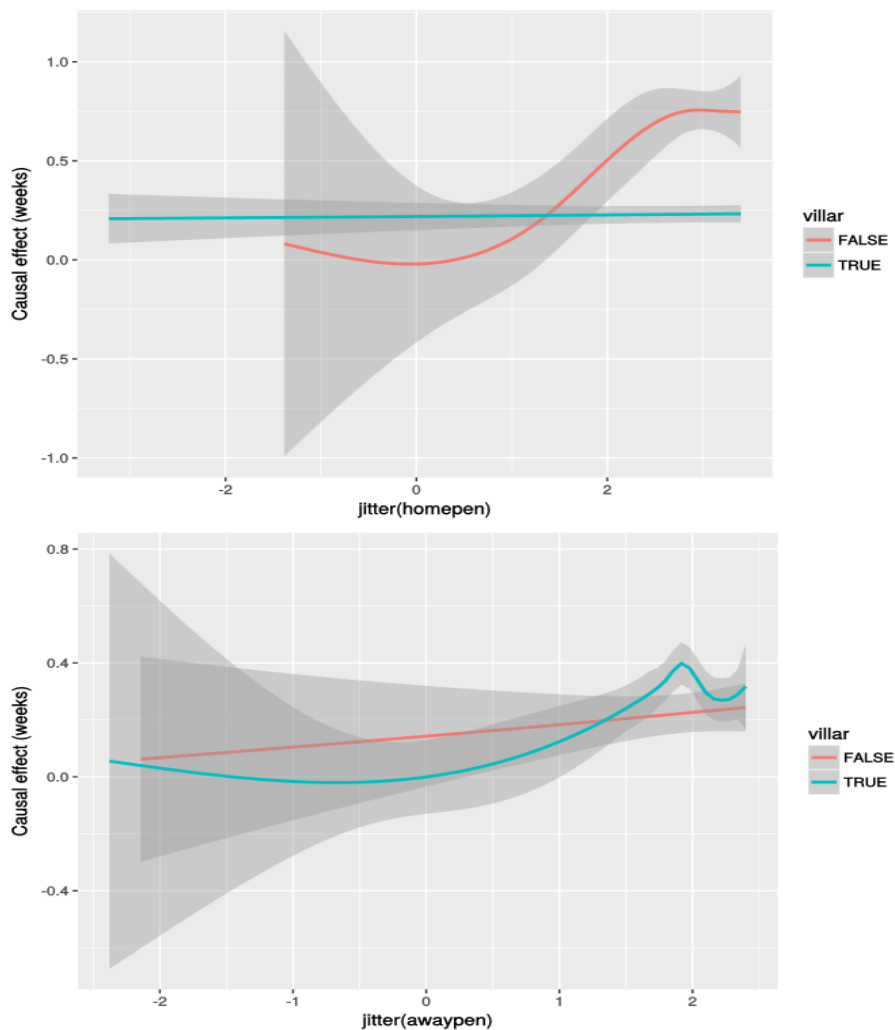 1.0
0.5
0.0
-0.5
-1.0
Causal effect (weeks)
-2
0
2
jitter(homepen)
villar
FALSE
TRUE
0.8
0.4
0.0
-0.4
Causal effect (weeks)
-2
-1
0
1
2
jitter(awaypen)
villar
FALSE
TRUE